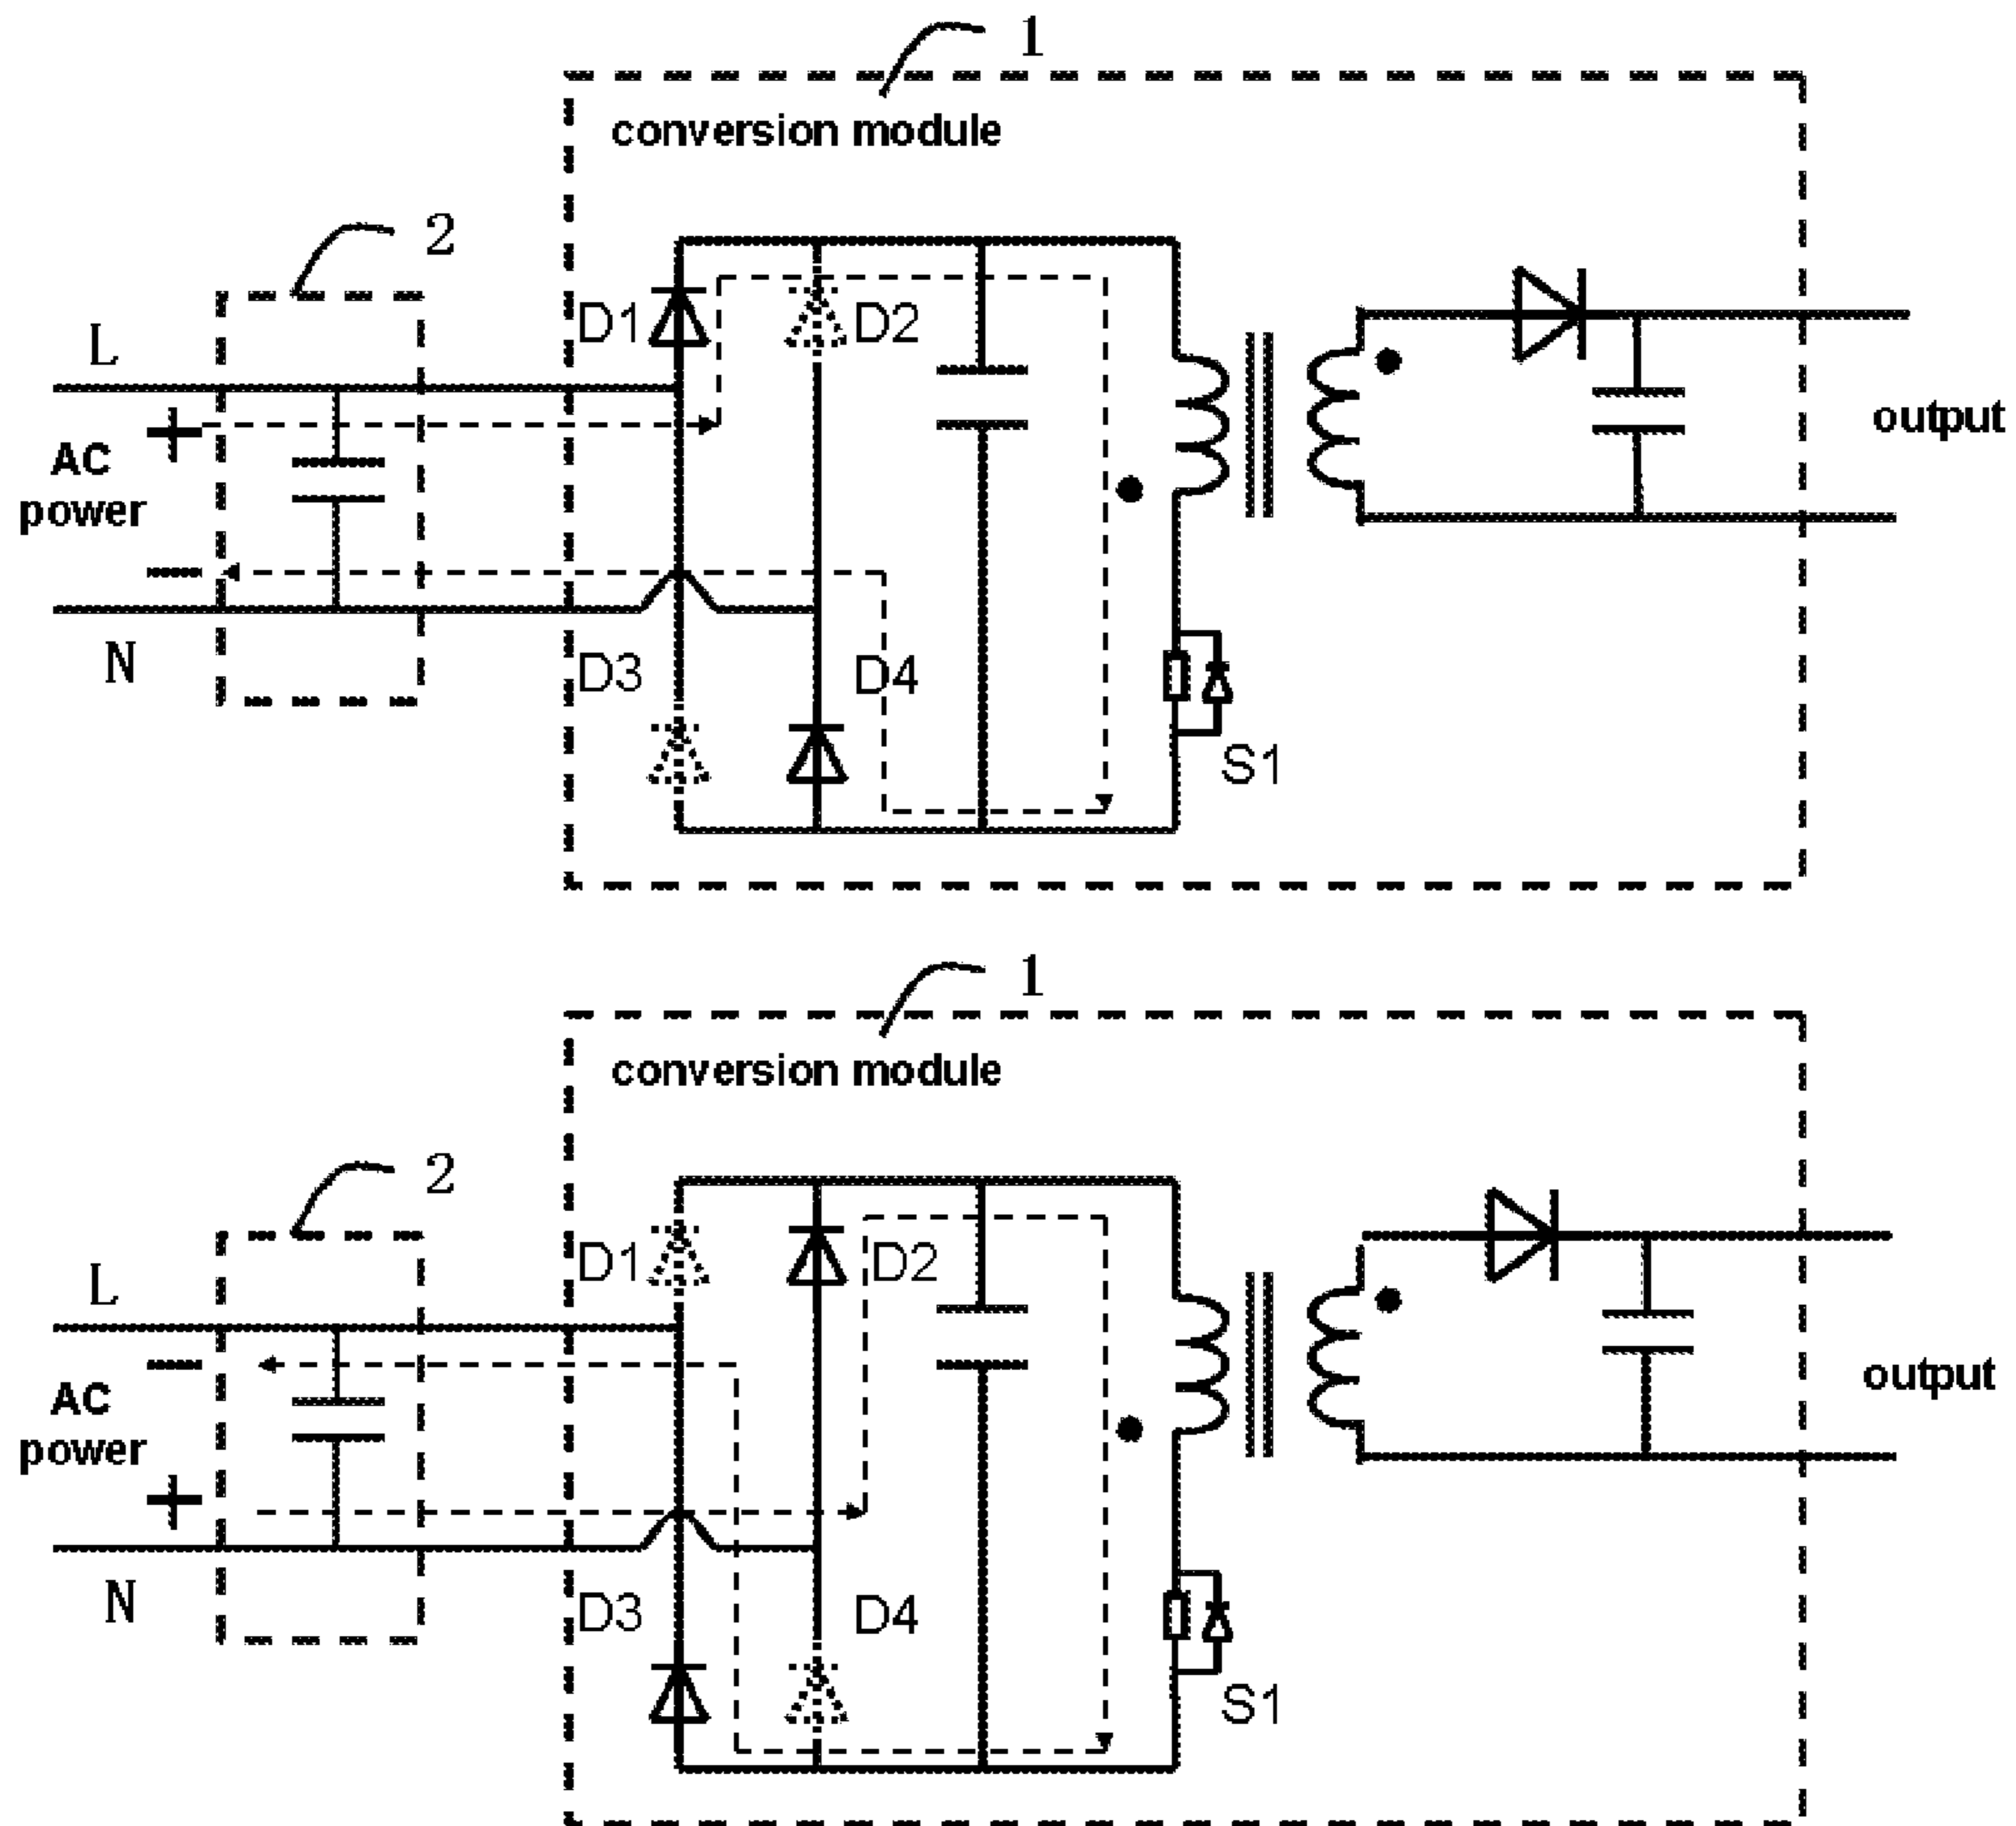 1
conversion module
2
L
D1
D2
+
AC
power
output
−
N
D3
D4
S1
1
conversion module
2
L
D1
D2
−
AC
power
output
+
N
D3
D4
S1